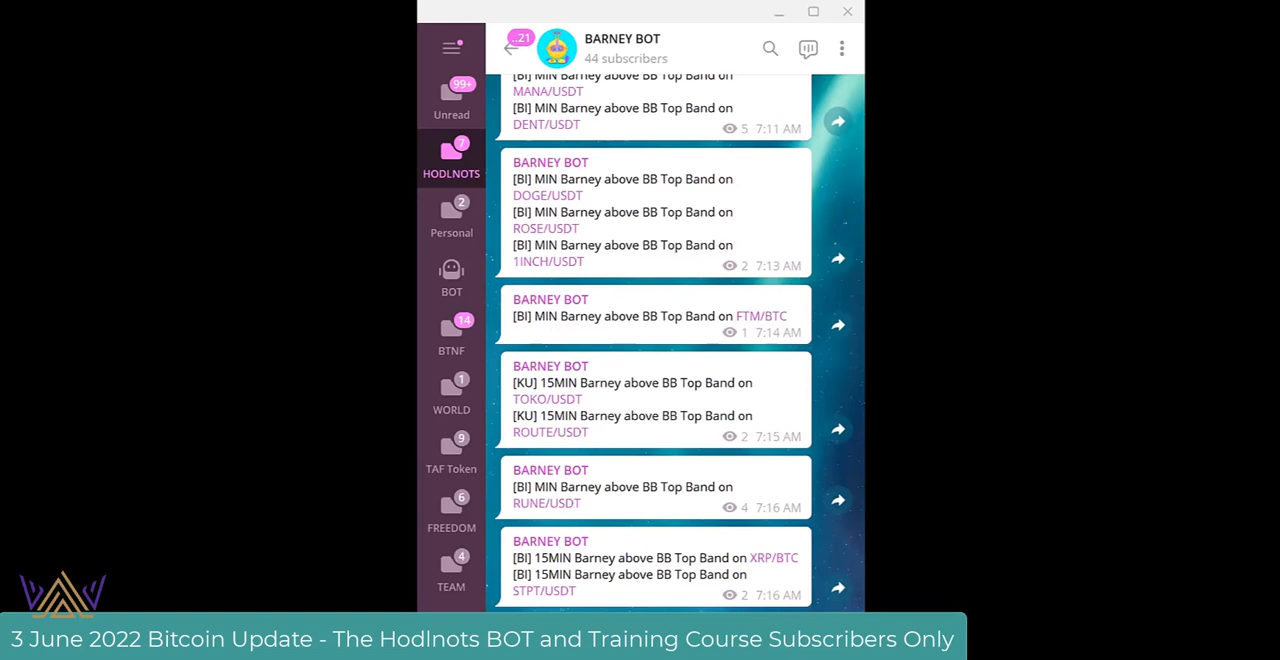 ..21
BARNEY BOT
44 subscribers
99+
Unread
7
HODLNOTS
2
Personal
BOT
14
BTNF
1
WORLD
9
TAF Token
6
FREEDOM
4
TEAM
[BI] MIN Barney above BB Top Band on
MANA/USDT
[BI] MIN Barney above BB Top Band on
DENT/USDT
5 7:11 AM
BARNEY BOT
[BI] MIN Barney above BB Top Band on
DOGE/USDT
[BI] MIN Barney above BB Top Band on
ROSE/USDT
[BI] MIN Barney above BB Top Band on
1INCH/USDT
2 7:13 AM
BARNEY BOT
[BI] MIN Barney above BB Top Band on FTM/BTC
1 7:14 AM
BARNEY BOT
[KU] 15MIN Barney above BB Top Band on
TOKO/USDT
[KU] 15MIN Barney above BB Top Band on
ROUTE/USDT
2 7:15 AM
BARNEY BOT
[BI] MIN Barney above BB Top Band on
RUNE/USDT
4 7:16 AM
BARNEY BOT
[BI] 15MIN Barney above BB Top Band on XRP/BTC
[BI] 15MIN Barney above BB Top Band on
STPT/USDT
2 7:16 AM
3 June 2022 Bitcoin Update - The Hodlnots BOT and Training Course Subscribers Only